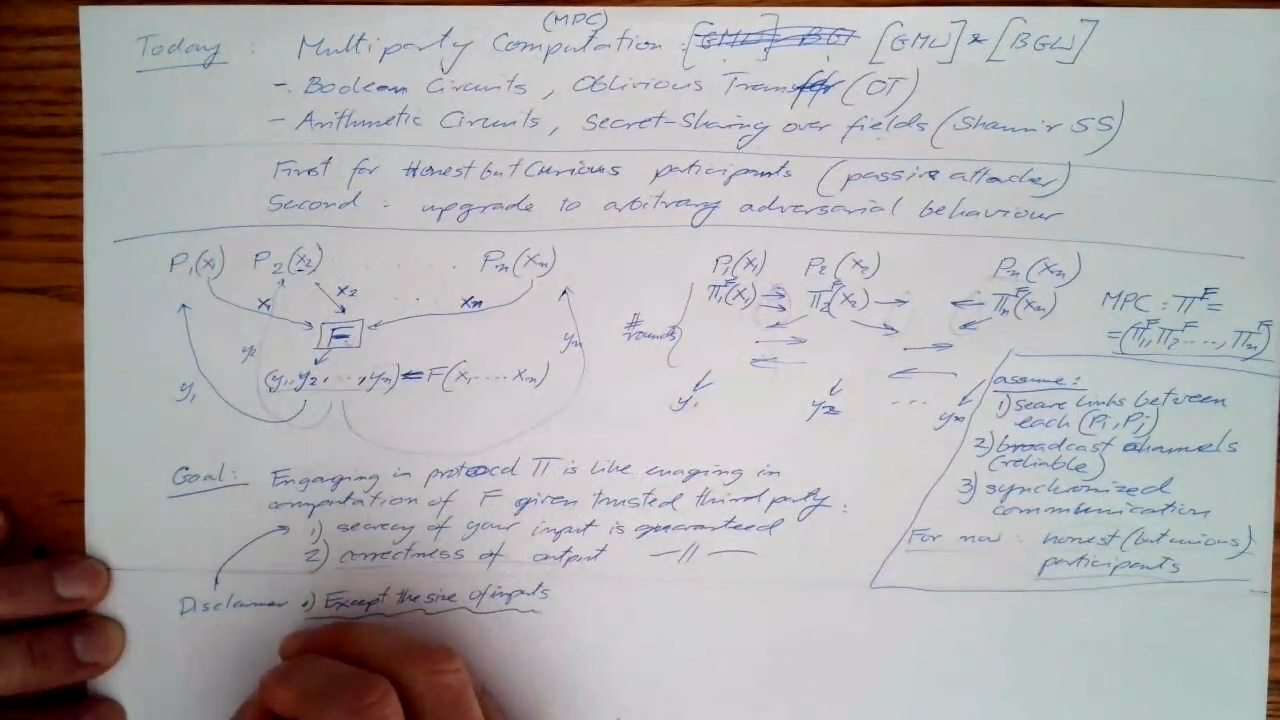 (MPC)
Today : Multiparty Computation : [GMW] BGW [GMW] & [BGW]
- Boolean Circuits, Oblivious Transfer (OT)
- Arithmetic Circuits, Secret-Sharing over fields (Shamir SS)
First for Honest but Curious participants (passive attacker)
Second : upgrade to arbitrary adversarial behaviour
P₁(x₁) P₂(x₂) . . . . Pₙ(xₙ)
x₁ x₂ . . . xₙ
F
y₁ y₂ yₙ
(y₁,y₂, . . ,yₙ) = F(x₁ . . . . xₙ)
P₁(x₁) P₂(x₂) Pₙ(xₙ)
Π₁ᶠ(x₁) Π₂ᶠ(x₂) Πₙᶠ(xₙ)
# rounds
y₁ y₂ . . . yₙ
MPC : Πᶠ =
= (Π₁ᶠ, Π₂ᶠ . . . ., Πₙᶠ)
assume :
1) secure links between
each (Pᵢ, Pⱼ)
2) broadcast channels
(reliable)
3) synchronized
communication
For now : honest (but curious)
participants
Goal : Engaging in protocol Π is like enaging in
computation of F given trusted third party :
1) secrecy of your input is guaranteed
2) correctness of output —//—
Disclaimer 1) Except the size of inputs